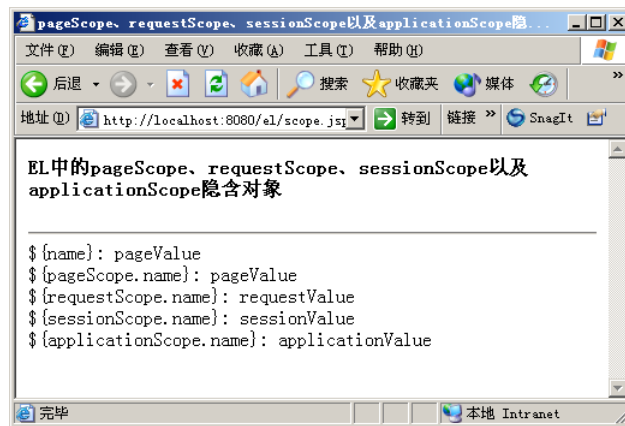 pageScope、requestScope、sessionScope以及applicationScope隐...
文件(F) 编辑(E) 查看(V) 收藏(A) 工具(T) 帮助(H)
后退 搜索 收藏夹 媒体 »
地址(D) http://localhost:8080/el/scope.jsp 转到 链接 » SnagIt
EL中的pageScope、requestScope、sessionScope以及
applicationScope隐含对象
${name}: pageValue
${pageScope.name}: pageValue
${requestScope.name}: requestValue
${sessionScope.name}: sessionValue
${applicationScope.name}: applicationValue
完毕 本地 Intranet